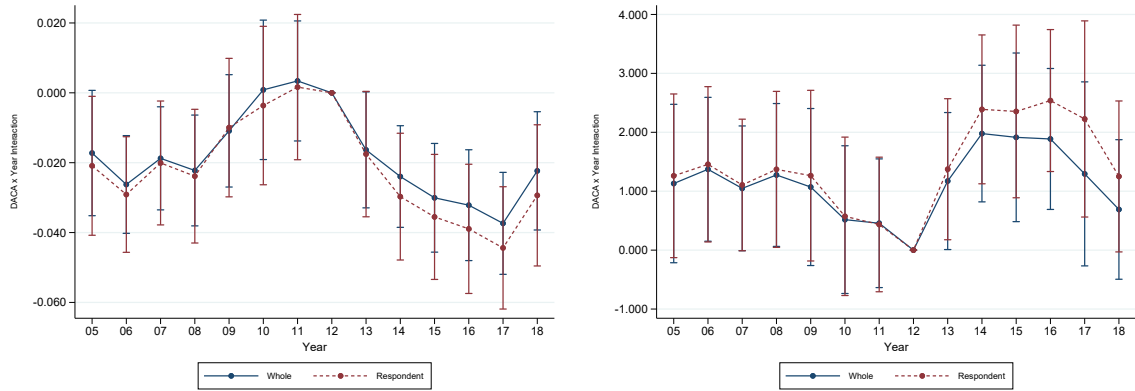 DACA x Year Interaction
0.020
0.000
-0.020
-0.040
-0.060
05 06 07 08 09 10 11 12 13 14 15 16 17 18
Year
Whole Respondent
DACA x Year Interaction
4.000
3.000
2.000
1.000
0.000
-1.000
05 06 07 08 09 10 11 12 13 14 15 16 17 18
Year
Whole Respondent